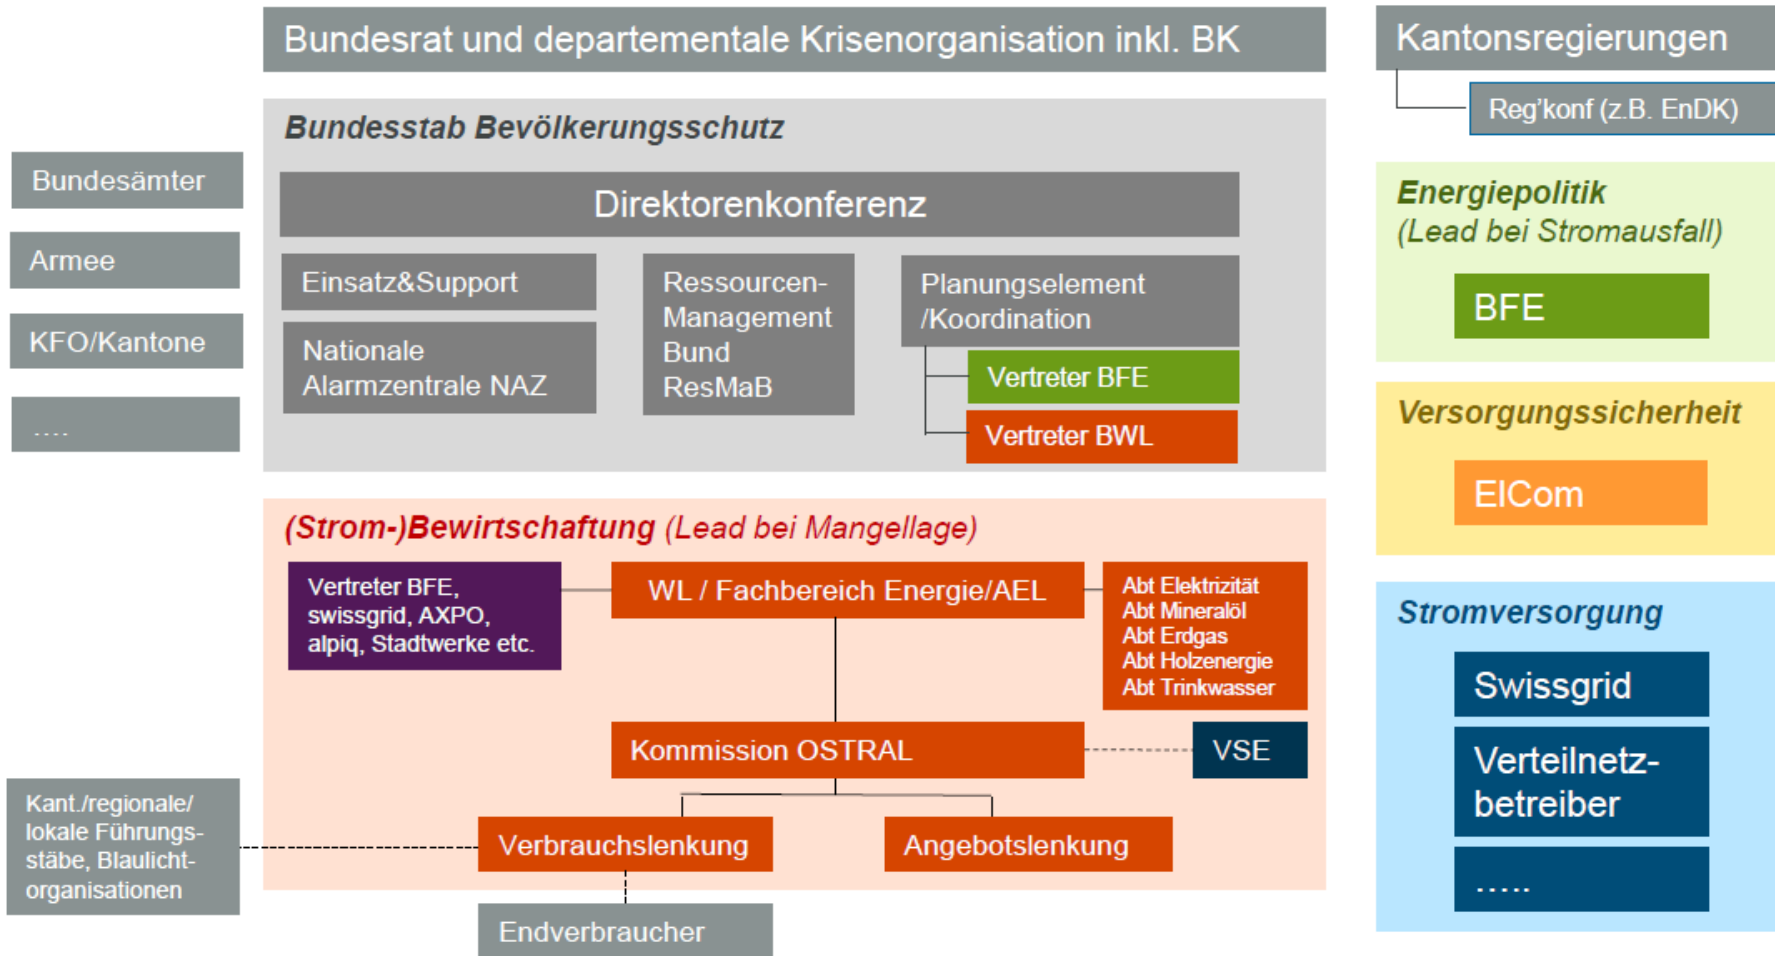 Bundesrat und departementale Krisenorganisation inkl. BK
Kantonsregierungen
Reg'konf (z.B. EnDK)
Bundesstab Bevölkerungsschutz
Direktorenkonferenz
Einsatz&Support
Nationale
Alarmzentrale NAZ
Ressourcen-
Management
Bund
ResMaB
Planungselement
/Koordination
Vertreter BFE
Vertreter BWL
Bundesämter
Armee
KFO/Kantone
....
Energiepolitik
(Lead bei Stromausfall)
BFE
Versorgungssicherheit
ElCom
(Strom-)Bewirtschaftung (Lead bei Mangellage)
Vertreter BFE,
swissgrid, AXPO,
alpiq, Stadtwerke etc.
WL / Fachbereich Energie/AEL
Abt Elektrizität
Abt Mineralöl
Abt Erdgas
Abt Holzenergie
Abt Trinkwasser
Kommission OSTRAL
VSE
Verbrauchslenkung
Angebotslenkung
Kant./regionale/
lokale Führungs-
stäbe, Blaulicht-
organisationen
Endverbraucher
Stromversorgung
Swissgrid
Verteilnetz-
betreiber
.....